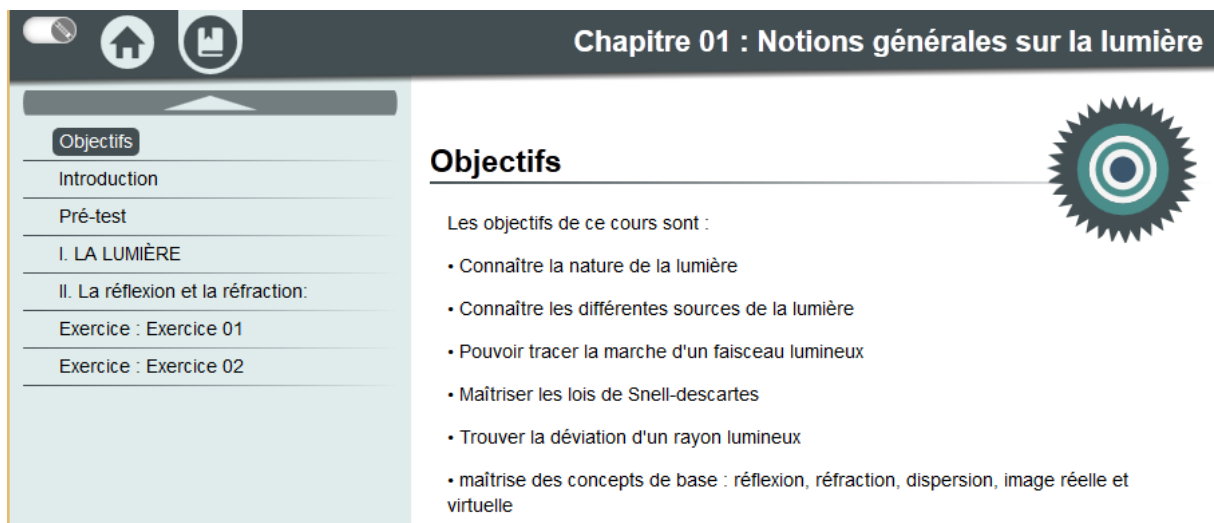 Chapitre 01 : Notions générales sur la lumière
Objectifs
Introduction
Pré-test
I. LA LUMIÈRE
II. La réflexion et la réfraction:
Exercice : Exercice 01
Exercice : Exercice 02
Objectifs
Les objectifs de ce cours sont :
• Connaître la nature de la lumière
• Connaître les différentes sources de la lumière
• Pouvoir tracer la marche d'un faisceau lumineux
• Maîtriser les lois de Snell-descartes
• Trouver la déviation d'un rayon lumineux
• maîtrise des concepts de base : réflexion, réfraction, dispersion, image réelle et
virtuelle